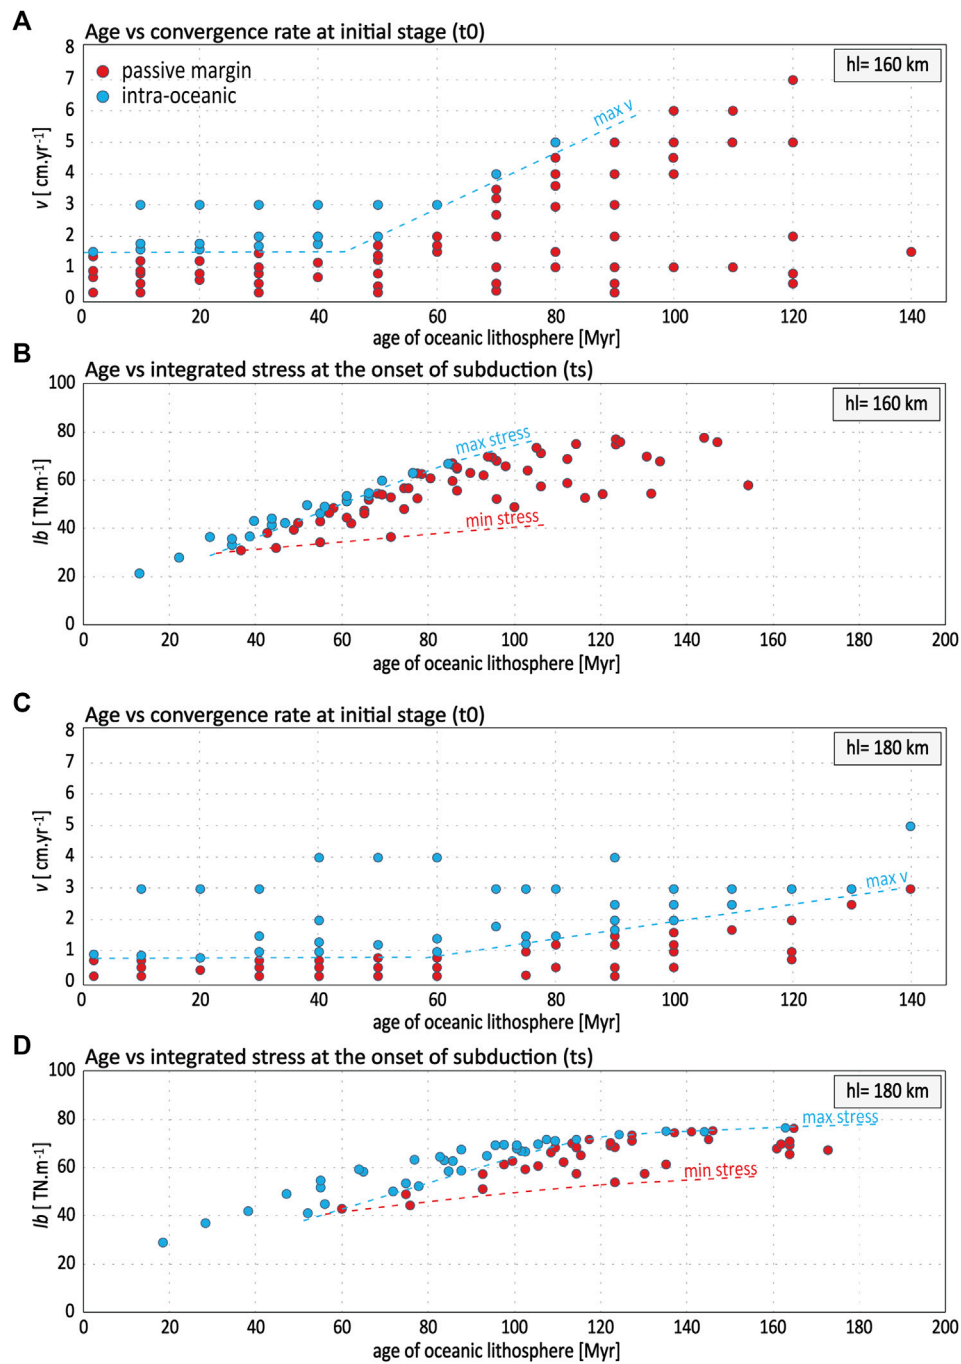 A
Age vs convergence rate at initial stage (t0)
8
7
6
5
4
3
2
1
0
v [ cm.yr-1]
passive margin
intra-oceanic
hl= 160 km
max v
0 20 40 60 80 100 120 140
age of oceanic lithosphere [Myr]
B
Age vs integrated stress at the onset of subduction (ts)
100
80
60
40
20
0
Ib [ TN.m-1]
hl= 160 km
max stress
min stress
0 20 40 60 80 100 120 140 160 180 200
age of oceanic lithosphere [Myr]
C
Age vs convergence rate at initial stage (t0)
8
7
6
5
4
3
2
1
0
v [ cm.yr-1]
hl= 180 km
max v
0 20 40 60 80 100 120 140
age of oceanic lithosphere [Myr]
D
Age vs integrated stress at the onset of subduction (ts)
100
80
60
40
20
0
Ib [ TN.m-1]
hl= 180 km
max stress
min stress
0 20 40 60 80 100 120 140 160 180 200
age of oceanic lithosphere [Myr]